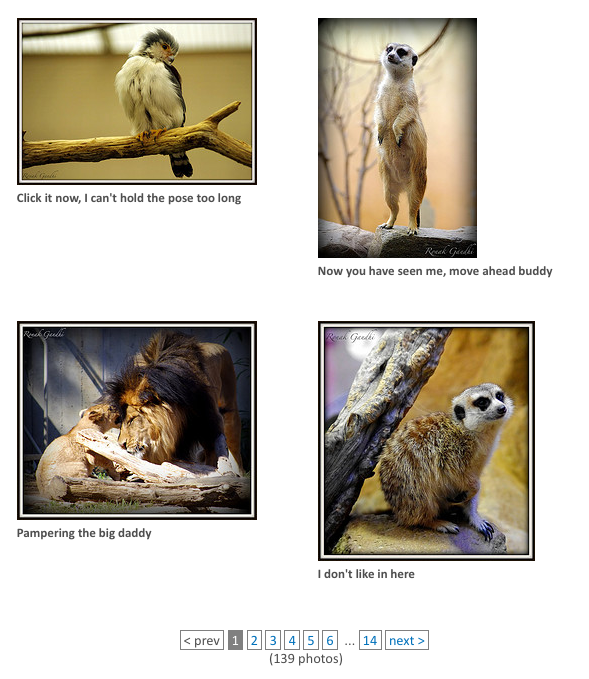 Ronak Gandhi
Click it now, I can't hold the pose too long
Ronak Gandhi
Now you have seen me, move ahead buddy
Ronak Gandhi
Pampering the big daddy
Ronak Gandhi
I don't like in here
< prev 1 2 3 4 5 6 ... 14 next >
(139 photos)